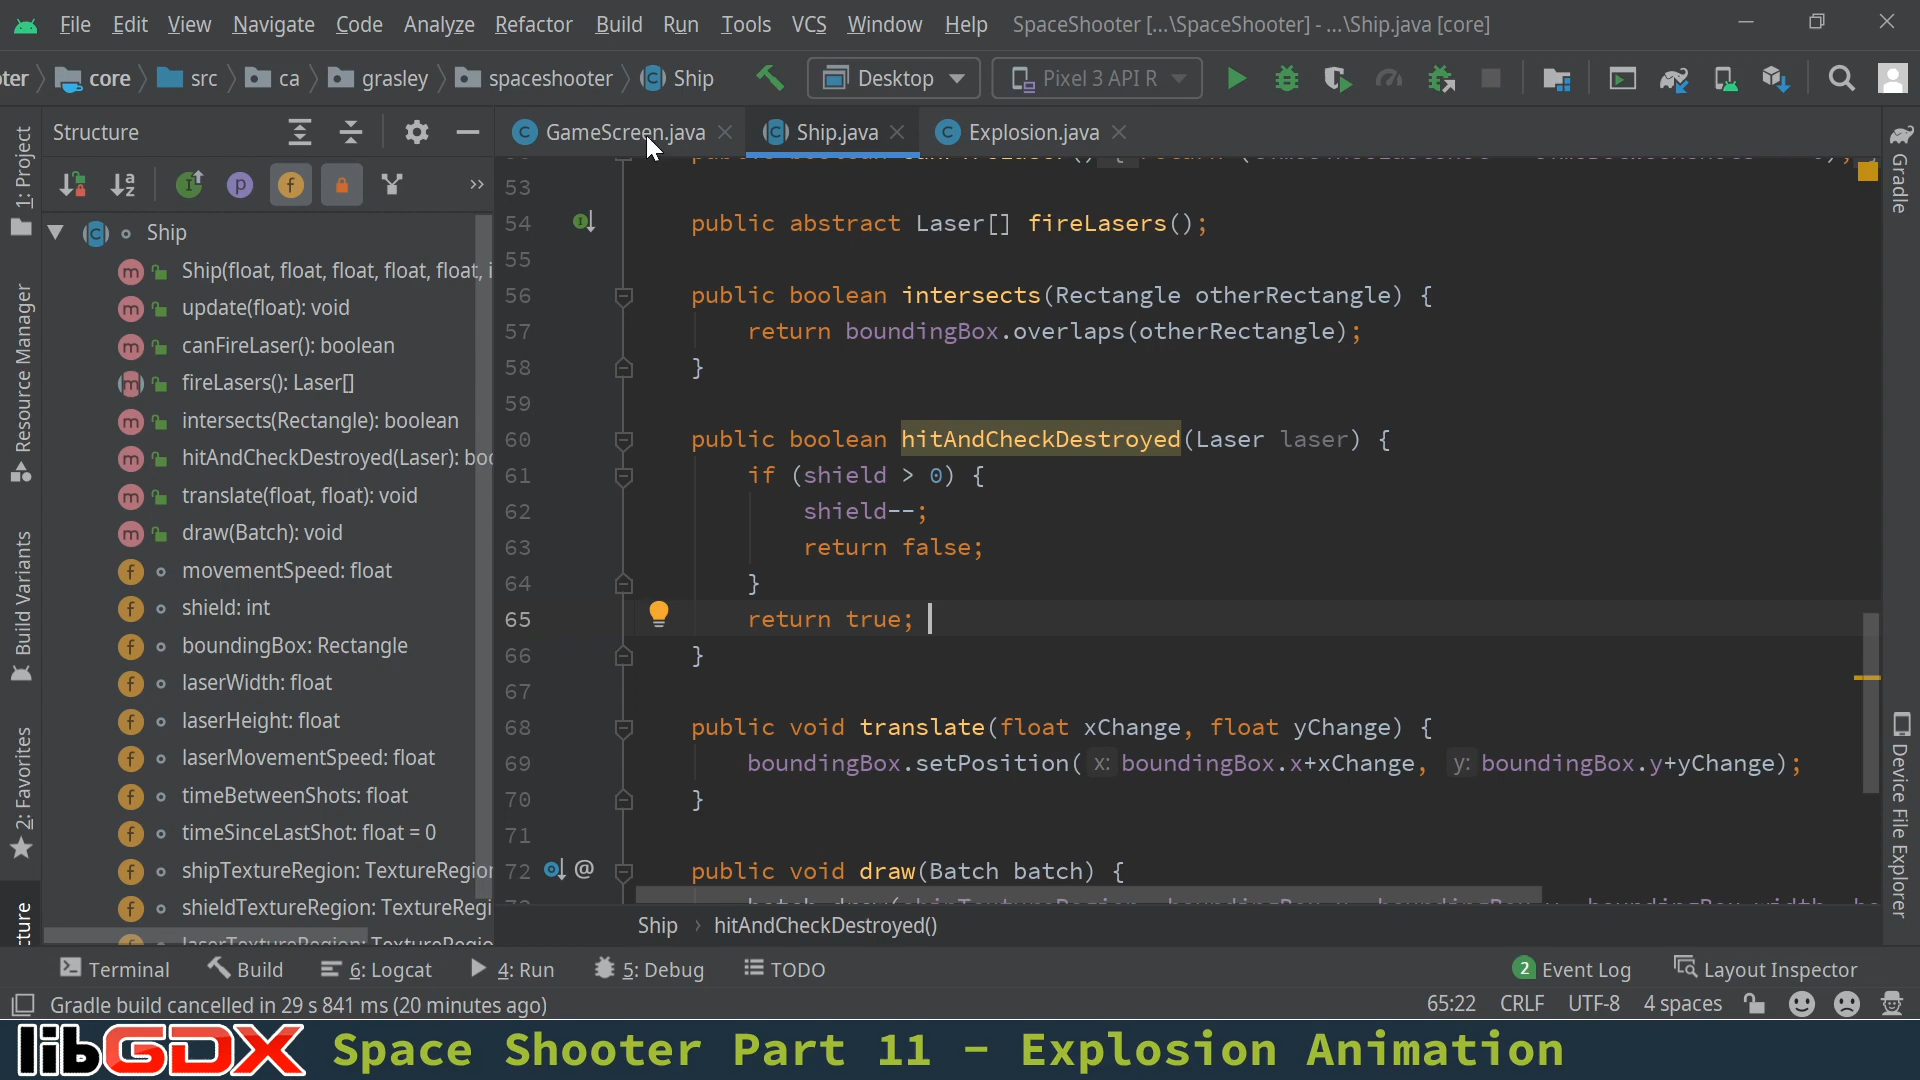 File Edit View Navigate Code Analyze Refactor Build Run Tools VCS Window Help SpaceShooter [...\SpaceShooter] - ...\Ship.java [core]
ter core src ca grasley spaceshooter Ship Desktop Pixel 3 API R
Structure
GameScreen.java Ship.java Explosion.java
1: Project
Resource Manager
Build Variants
2: Favorites
Gradle
Device File Explorer
Ship
Ship(float, float, float, float, float, i
update(float): void
canFireLaser(): boolean
fireLasers(): Laser[]
intersects(Rectangle): boolean
hitAndCheckDestroyed(Laser): boo
translate(float, float): void
draw(Batch): void
movementSpeed: float
shield: int
boundingBox: Rectangle
laserWidth: float
laserHeight: float
laserMovementSpeed: float
timeBetweenShots: float
timeSinceLastShot: float = 0
shipTextureRegion: TextureRegion
shieldTextureRegion: TextureRegi
53
54 public abstract Laser[] fireLasers();
55
56 public boolean intersects(Rectangle otherRectangle) {
57 return boundingBox.overlaps(otherRectangle);
58 }
59
60 public boolean hitAndCheckDestroyed(Laser laser) {
61 if (shield > 0) {
62 shield--;
63 return false;
64 }
65 return true;
66 }
67
68 public void translate(float xChange, float yChange) {
69 boundingBox.setPosition( x: boundingBox.x+xChange, y: boundingBox.y+yChange);
70 }
71
72 @ public void draw(Batch batch) {
Ship › hitAndCheckDestroyed()
Terminal Build 6: Logcat 4: Run 5: Debug TODO 2 Event Log Layout Inspector
Gradle build cancelled in 29 s 841 ms (20 minutes ago) 65:22 CRLF UTF-8 4 spaces
libGDX Space Shooter Part 11 - Explosion Animation